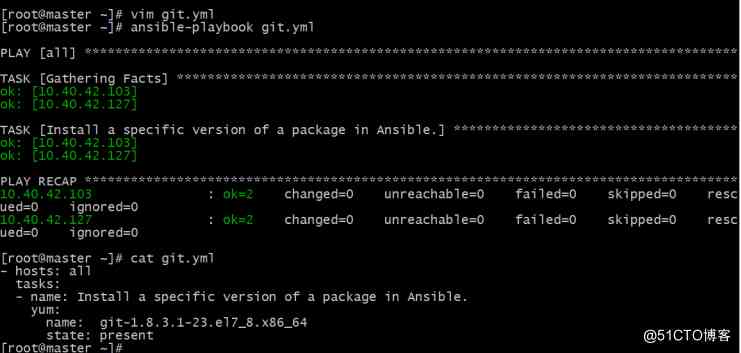 [root@master ~]# vim git.yml
[root@master ~]# ansible-playbook git.yml
PLAY [all] *********************************************************************************
TASK [Gathering Facts] *********************************************************************
ok: [10.40.42.103]
ok: [10.40.42.127]
TASK [Install a specific version of a package in Ansible.] *********************************
ok: [10.40.42.103]
ok: [10.40.42.127]
PLAY RECAP *********************************************************************************
10.40.42.103 : ok=2 changed=0 unreachable=0 failed=0 skipped=0 resc
ued=0 ignored=0
10.40.42.127 : ok=2 changed=0 unreachable=0 failed=0 skipped=0 resc
ued=0 ignored=0
[root@master ~]# cat git.yml
- hosts: all
  tasks:
  - name: Install a specific version of a package in Ansible.
    yum:
      name:  git-1.8.3.1-23.el7_8.x86_64
      state: present
[root@master ~]#
@51CTO博客